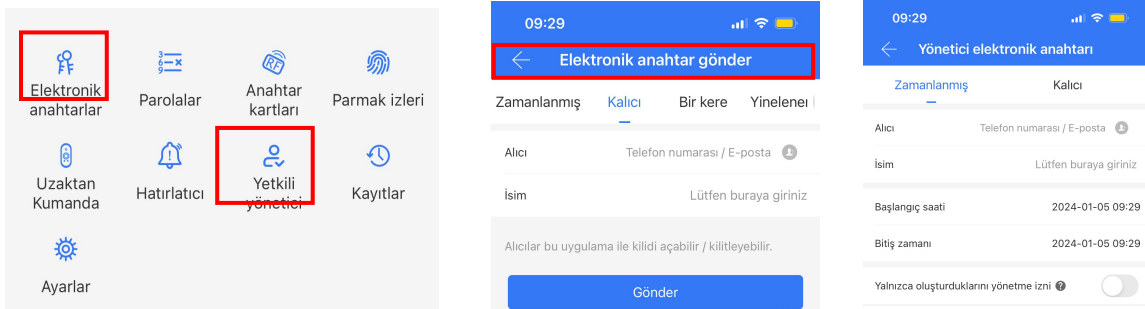 Elektronik
anahtarlar
Parolalar
Anahtar
kartları
Parmak izleri
RF
Uzaktan
Kumanda
Hatırlatıcı
Yetkili
yönetici
Kayıtlar
Ayarlar
09:29
Elektronik anahtar gönder
Zamanlanmış Kalıcı Bir kere Yinelenen
Alıcı Telefon numarası / E-posta
İsim Lütfen buraya giriniz
Alıcılar bu uygulama ile kilidi açabilir / kilitleyebilir.
Gönder
09:29
Yönetici elektronik anahtarı
Zamanlanmış Kalıcı
Alıcı Telefon numarası / E-posta
İsim Lütfen buraya giriniz
Başlangıç saati 2024-01-05 09:29
Bitiş zamanı 2024-01-05 09:29
Yalnızca oluşturduklarını yönetme izni